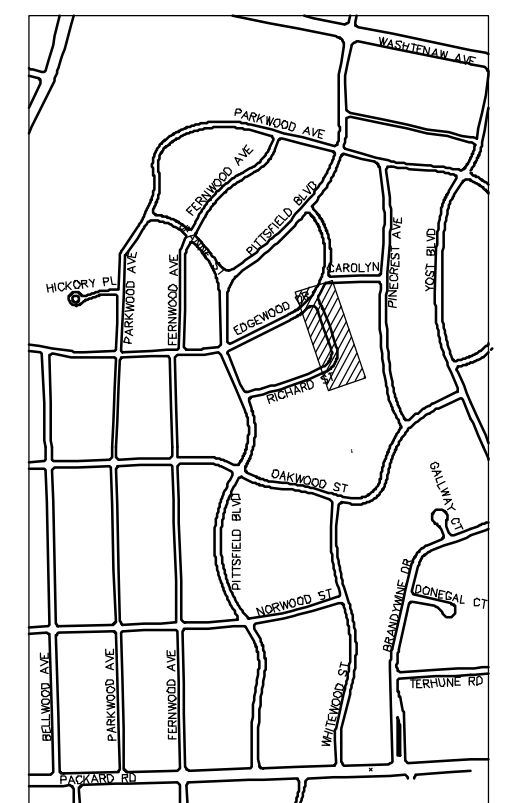 WASHTENAW AVE
PARKWOOD AVE
FERNWOOD AVE
PITTSFIELD BLVD
PINECREST AVE
YOST BLVD
CAROLYN
HICKORY PL
PARKWOOD AVE
FERNWOOD AVE
EDGEWOOD DR
RICHARD ST
OAKWOOD ST
GALLWAY CT
PITTSFIELD BLVD
BRANDYWINE DR
DONEGAL CT
NORWOOD ST
BELLWOOD AVE
PARKWOOD AVE
FERNWOOD AVE
WHITEWOOD ST
TERHUNE RD
PACKARD RD